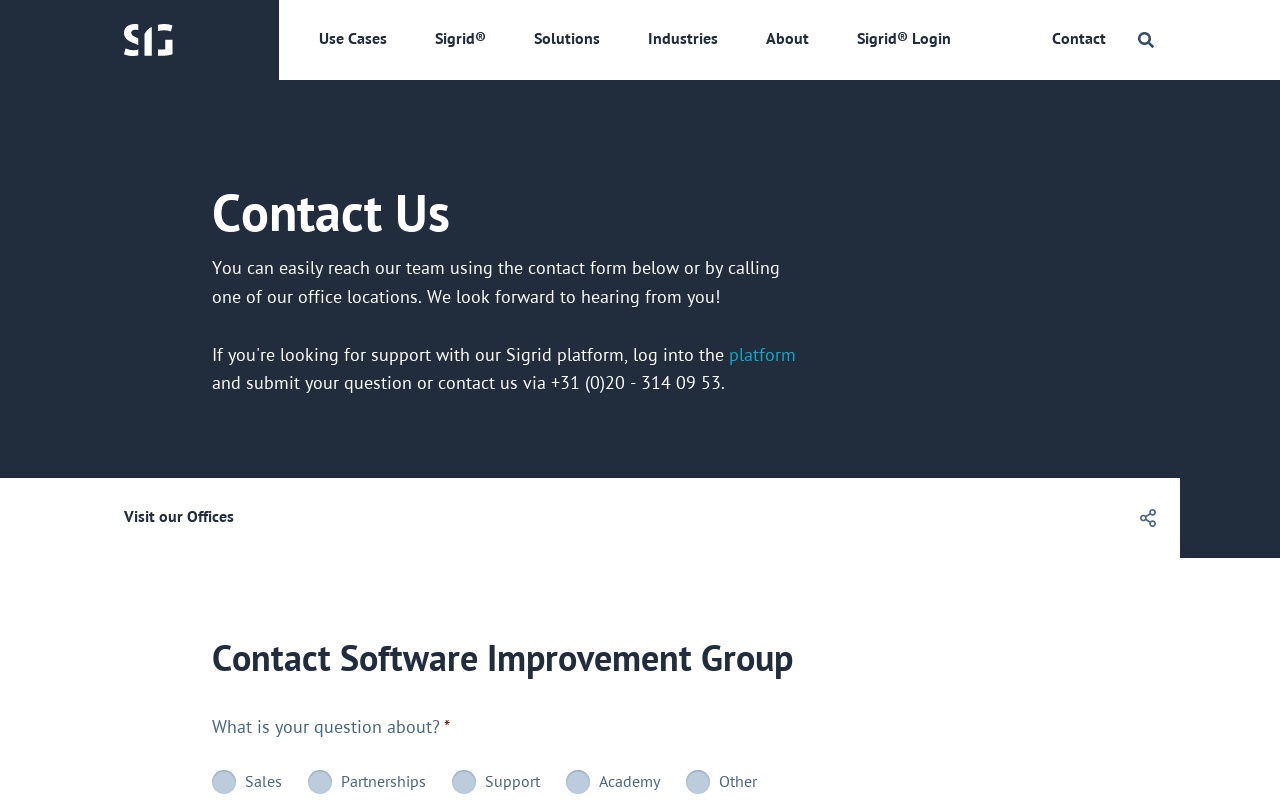 SIG
Use Cases
Sigrid®
Solutions
Industries
About
Sigrid® Login
Contact
Contact Us
You can easily reach our team using the contact form below or by calling
one of our office locations. We look forward to hearing from you!
If you're looking for support with our Sigrid platform, log into the platform
and submit your question or contact us via +31 (0)20 - 314 09 53.
Visit our Offices
Contact Software Improvement Group
What is your question about? *
Sales
Partnerships
Support
Academy
Other